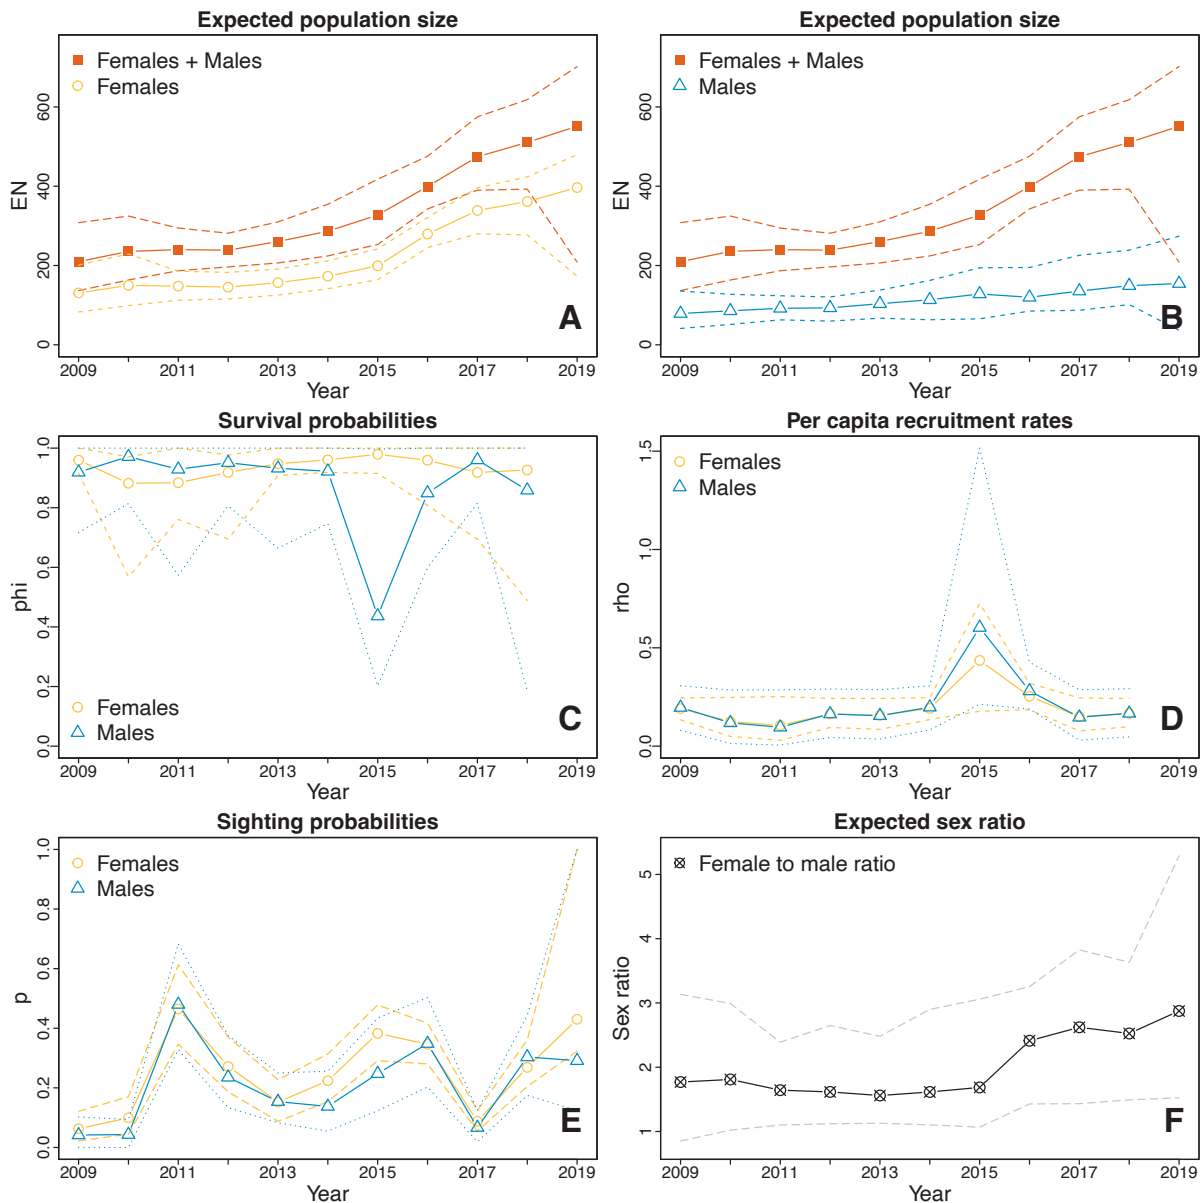 Expected population size
Females + Males
Females
EN
0 200 400 600
A
2009 2011 2013 2015 2017 2019
Year
Expected population size
Females + Males
Males
EN
0 200 400 600
B
2009 2011 2013 2015 2017 2019
Year
Survival probabilities
phi
0.0 0.2 0.4 0.6 0.8 1.0
Females
Males
C
2009 2011 2013 2015 2017 2019
Year
Per capita recruitment rates
Females
Males
rho
0.0 0.5 1.0 1.5
D
2009 2011 2013 2015 2017 2019
Year
Sighting probabilities
Females
Males
p
0.0 0.2 0.4 0.6 0.8 1.0
E
2009 2011 2013 2015 2017 2019
Year
Expected sex ratio
Female to male ratio
Sex ratio
1 2 3 4 5
F
2009 2011 2013 2015 2017 2019
Year